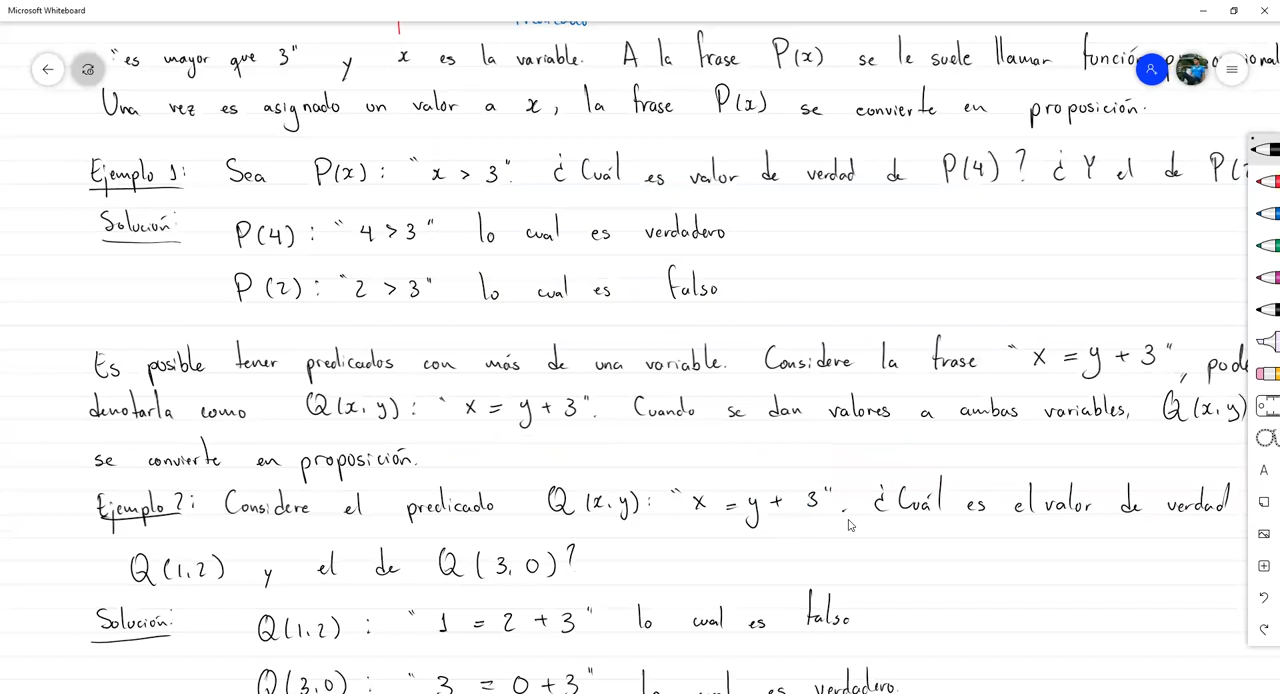 Microsoft Whiteboard
"es mayor que 3" y x es la variable. A la frase P(x) se le suele llamar función
Una vez es asignado un valor a x, la frase P(x) se convierte en proposición.
Ejemplo 1: Sea P(x): "x > 3". ¿Cuál es valor de verdad de P(4)? ¿Y el de P(2
Solución:
P(4): "4 > 3" lo cual es verdadero
P(2): "2 > 3" lo cual es falso
Es posible tener predicados con más de una variable. Considere la frase "x = y + 3", pode
denotarla como Q(x,y): "x = y + 3". Cuando se dan valores a ambas variables, Q(x,y)
se convierte en proposición.
Ejemplo 2: Considere el predicado Q(x,y): "x = y + 3". ¿Cuál es el valor de verdad
Q(1,2) y el de Q(3,0)?
Solución:
Q(1,2): "1 = 2 + 3" lo cual es falso
Q(3,0): "3 = 0 + 3" lo cual es verdadero.